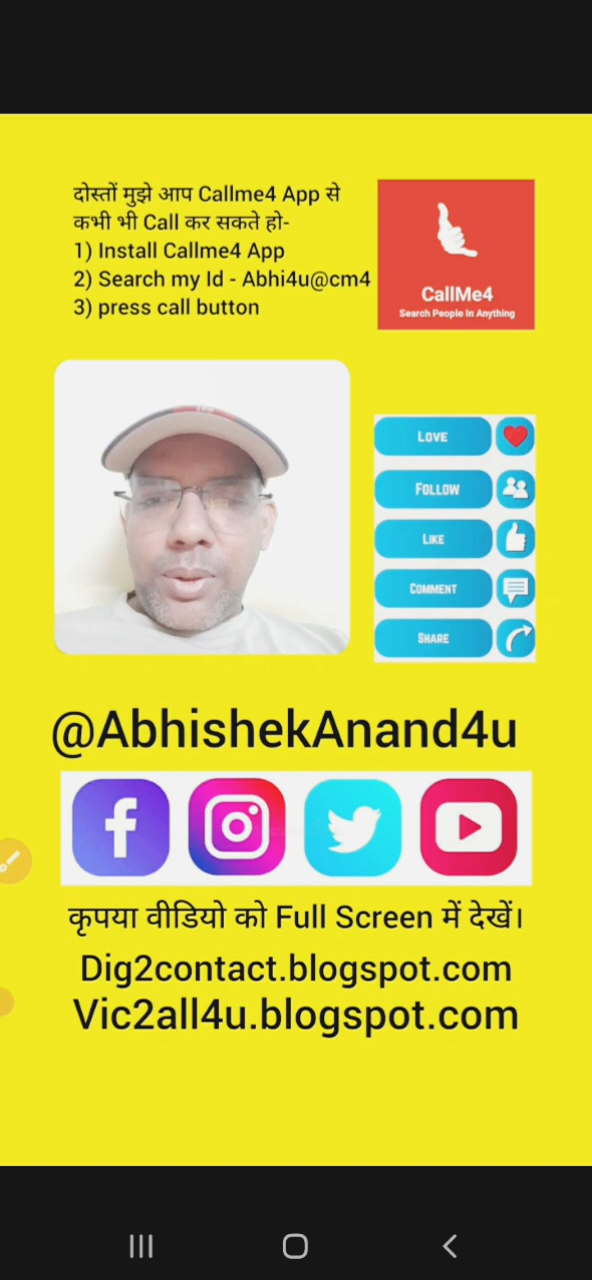 दोस्तों मुझे आप Callme4 App से
कभी भी Call कर सकते हो-
1) Install Callme4 App
2) Search my Id - Abhi4u@cm4
3) press call button
CallMe4
Search People In Anything
LOVE
FOLLOW
LIKE
COMMENT
SHARE
@AbhishekAnand4u
कृपया वीडियो को Full Screen में देखें।
Dig2contact.blogspot.com
Vic2all4u.blogspot.com